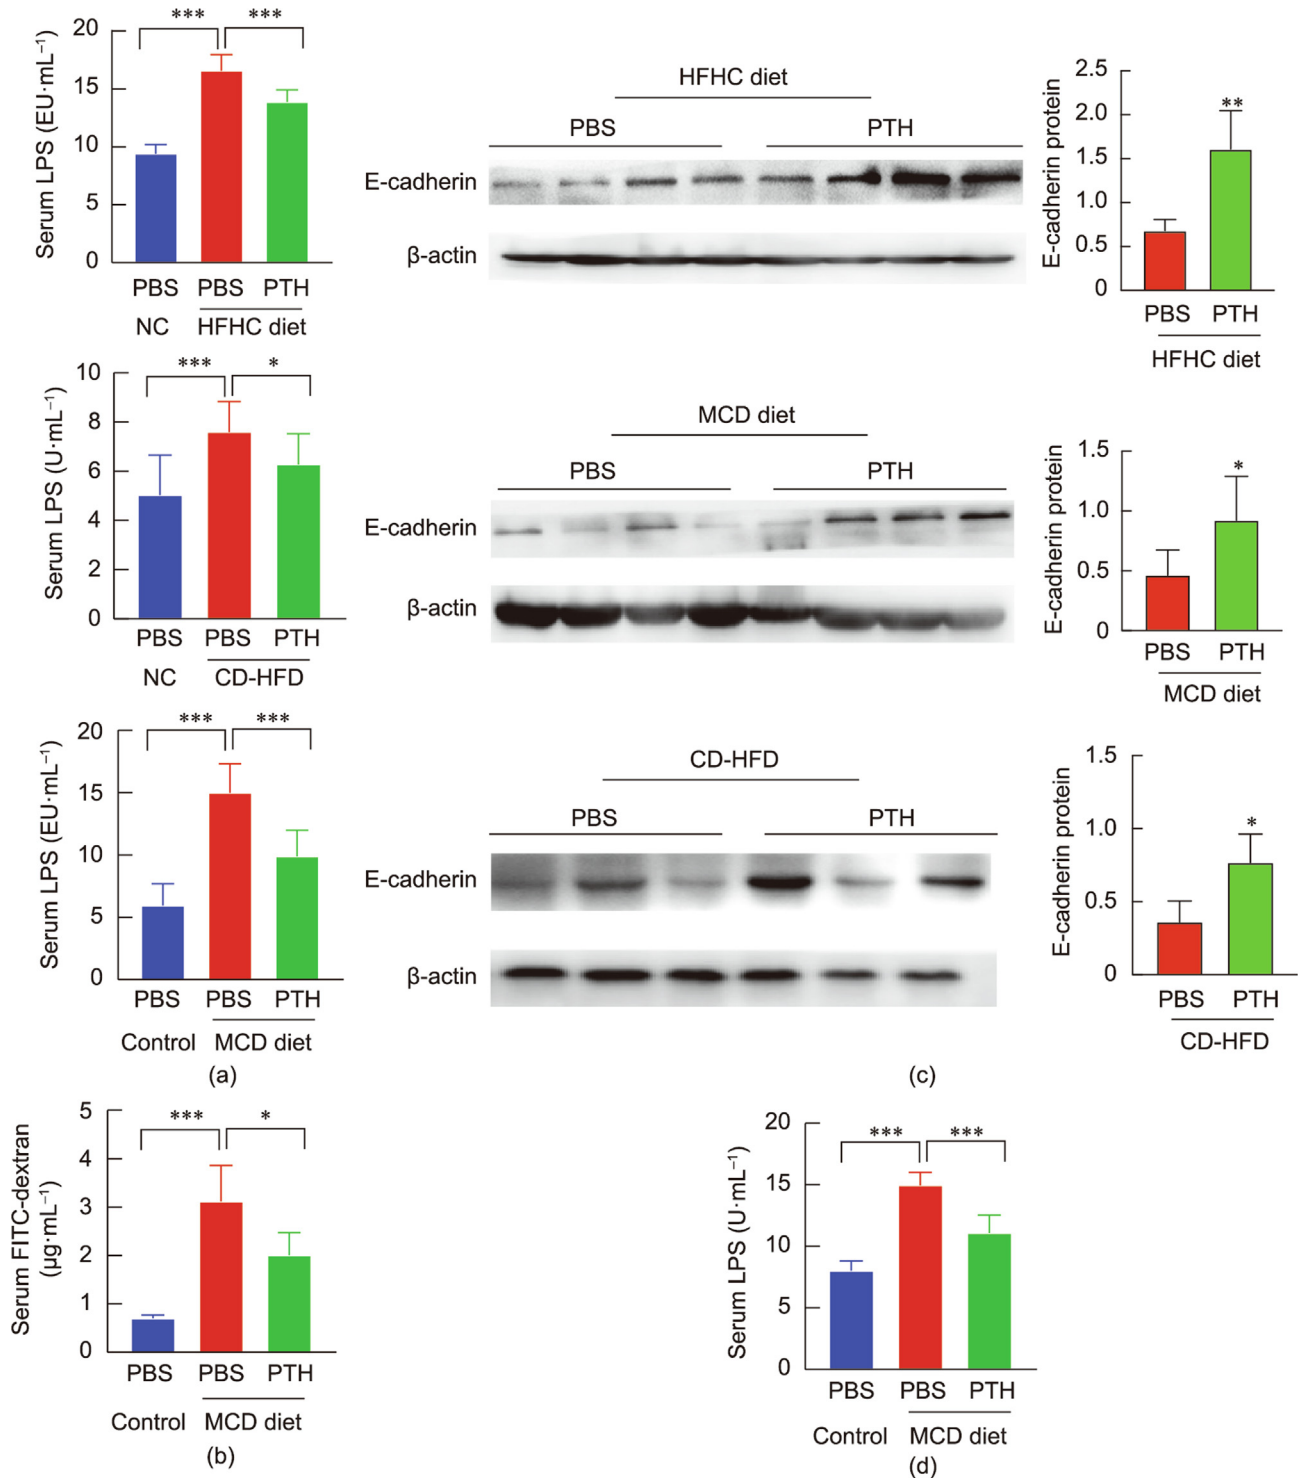 *** ***
20
15
10
5
0
Serum LPS (EU·mL⁻¹)
PBS PBS PTH
NC HFHC diet
*** *
10
8
6
4
2
0
Serum LPS (U·mL⁻¹)
PBS PBS PTH
NC CD-HFD
*** ***
20
15
10
5
0
Serum LPS (EU·mL⁻¹)
PBS PBS PTH
Control MCD diet
(a)
*** *
5
4
3
2
1
0
Serum FITC-dextran
(μg·mL⁻¹)
PBS PBS PTH
Control MCD diet
(b)
HFHC diet
PBS PTH
E-cadherin
β-actin
2.5
2.0
1.5
1.0
0.5
0
E-cadherin protein
**
PBS PTH
HFHC diet
MCD diet
PBS PTH
E-cadherin
β-actin
1.5
1.0
0.5
0
E-cadherin protein
*
PBS PTH
MCD diet
CD-HFD
PBS PTH
E-cadherin
β-actin
1.5
1.0
0.5
0
E-cadherin protein
*
PBS PTH
CD-HFD
(c)
*** ***
20
15
10
5
0
Serum LPS (U·mL⁻¹)
PBS PBS PTH
Control MCD diet
(d)